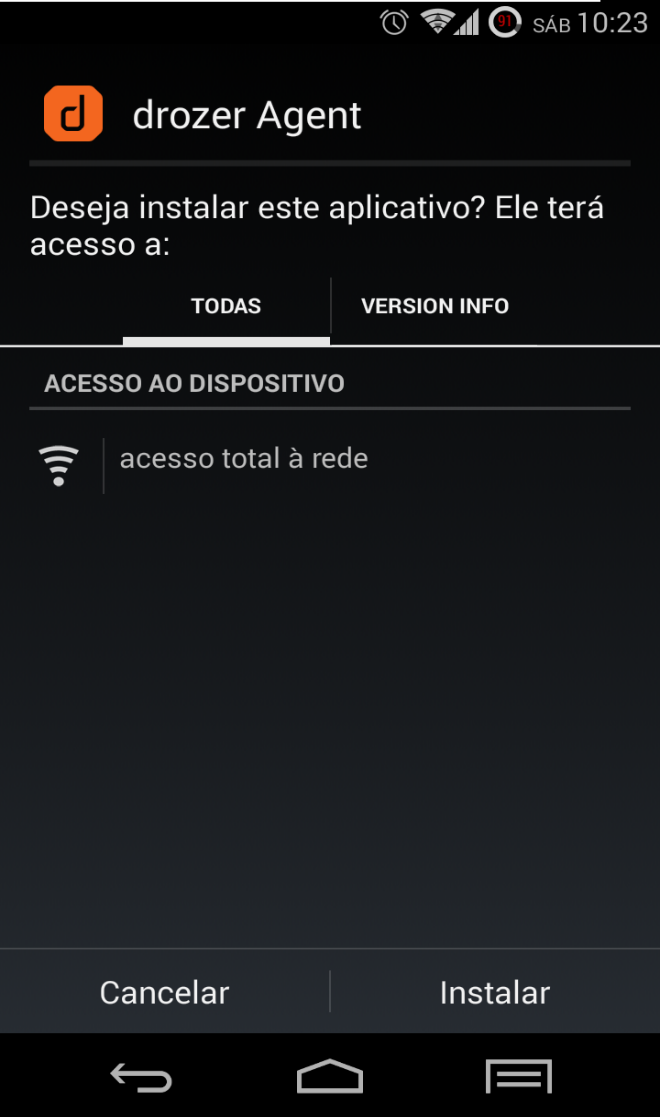 91 SÁB 10:23
d drozer Agent
Deseja instalar este aplicativo? Ele terá
acesso a:
TODAS VERSION INFO
ACESSO AO DISPOSITIVO
acesso total à rede
Cancelar Instalar